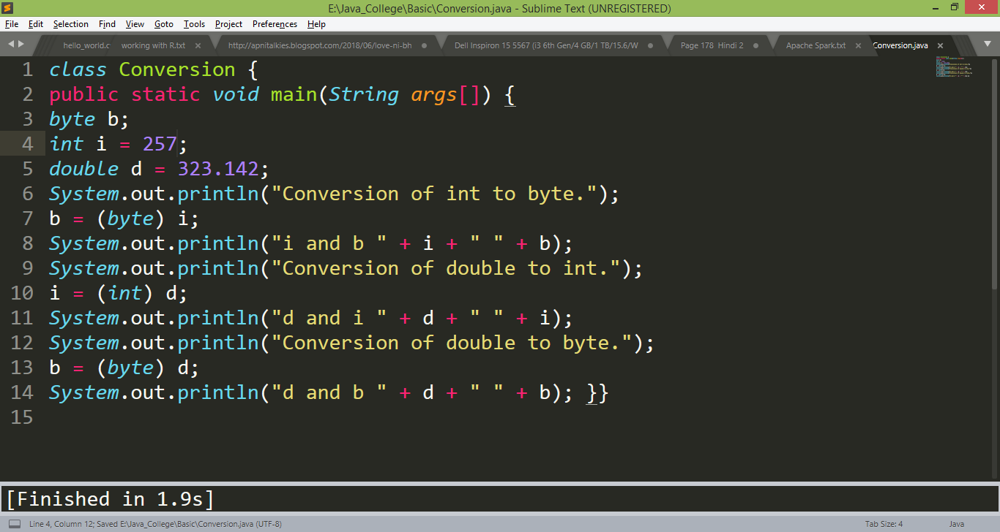 E:\Java_College\Basic\Conversion.java - Sublime Text (UNREGISTERED)
File Edit Selection Find View Goto Tools Project Preferences Help
hello_world.c working with R.txt http://apnitalkies.blogspot.com/2018/06/love-ni-bh Dell Inspiron 15 5567 (i3 6th Gen/4 GB/1 TB/15.6/W Page 178 Hindi 2 Apache Spark.txt Conversion.java
1 class Conversion {
2 public static void main(String args[]) {
3 byte b;
4 int i = 257;
5 double d = 323.142;
6 System.out.println("Conversion of int to byte.");
7 b = (byte) i;
8 System.out.println("i and b " + i + " " + b);
9 System.out.println("Conversion of double to int.");
10 i = (int) d;
11 System.out.println("d and i " + d + " " + i);
12 System.out.println("Conversion of double to byte.");
13 b = (byte) d;
14 System.out.println("d and b " + d + " " + b); }}
15
[Finished in 1.9s]
Line 4, Column 12; Saved E:\Java_College\Basic\Conversion.java (UTF-8) Tab Size: 4 Java